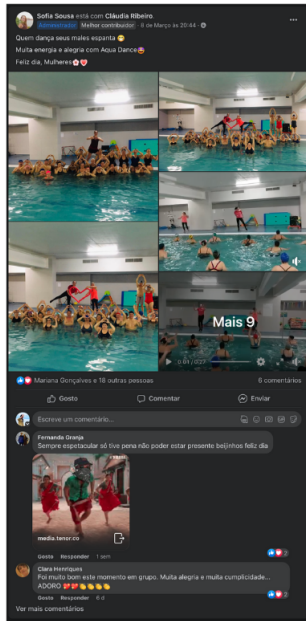 Sofia Sousa está com Cláudia Ribeiro.
Administrador Melhor contribuidor · 8 de Março às 20:44 ·
Quem dança seus males espanta 😁
Muita energia e alegria com Aqua Dance🤩
Feliz dia, Mulheres🌸💗
Mais 9
0:01 / 0:27
Mariana Gonçalves e 18 outras pessoas
6 comentários
Gosto
Comentar
Enviar
Escreve um comentário...
Fernanda Granja
Sempre espetacular só tive pena não poder estar presente beijinhos feliz dia
media.tenor.co
Gosto Responder 1 sem
2
Clara Henriques
Foi muito bom este momento em grupo. Muita alegria e muita cumplicidade...
ADORO 💃💃👏👏👏👏
Gosto Responder 6 d
2
Ver mais comentários